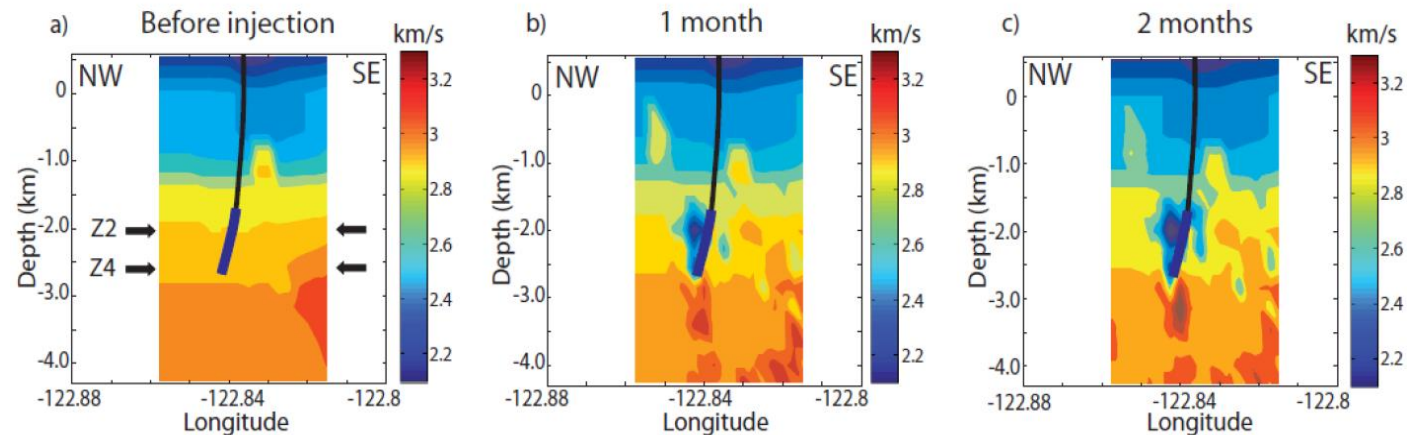 a) Before injection
km/s
NW
SE
3.2
3
2.8
2.6
2.4
2.2
0
-1.0
-2.0
-3.0
-4.0
Depth (km)
Z2
Z4
-122.88
-122.84
-122.8
Longitude
b) 1 month
km/s
NW
SE
3.2
3
2.8
2.6
2.4
2.2
0
-1.0
-2.0
-3.0
-4.0
Depth (km)
-122.88
-122.84
-122.8
Longitude
c) 2 months
km/s
NW
SE
3.2
3
2.8
2.6
2.4
2.2
0
-1.0
-2.0
-3.0
-4.0
Depth (km)
-122.88
-122.84
-122.8
Longitude